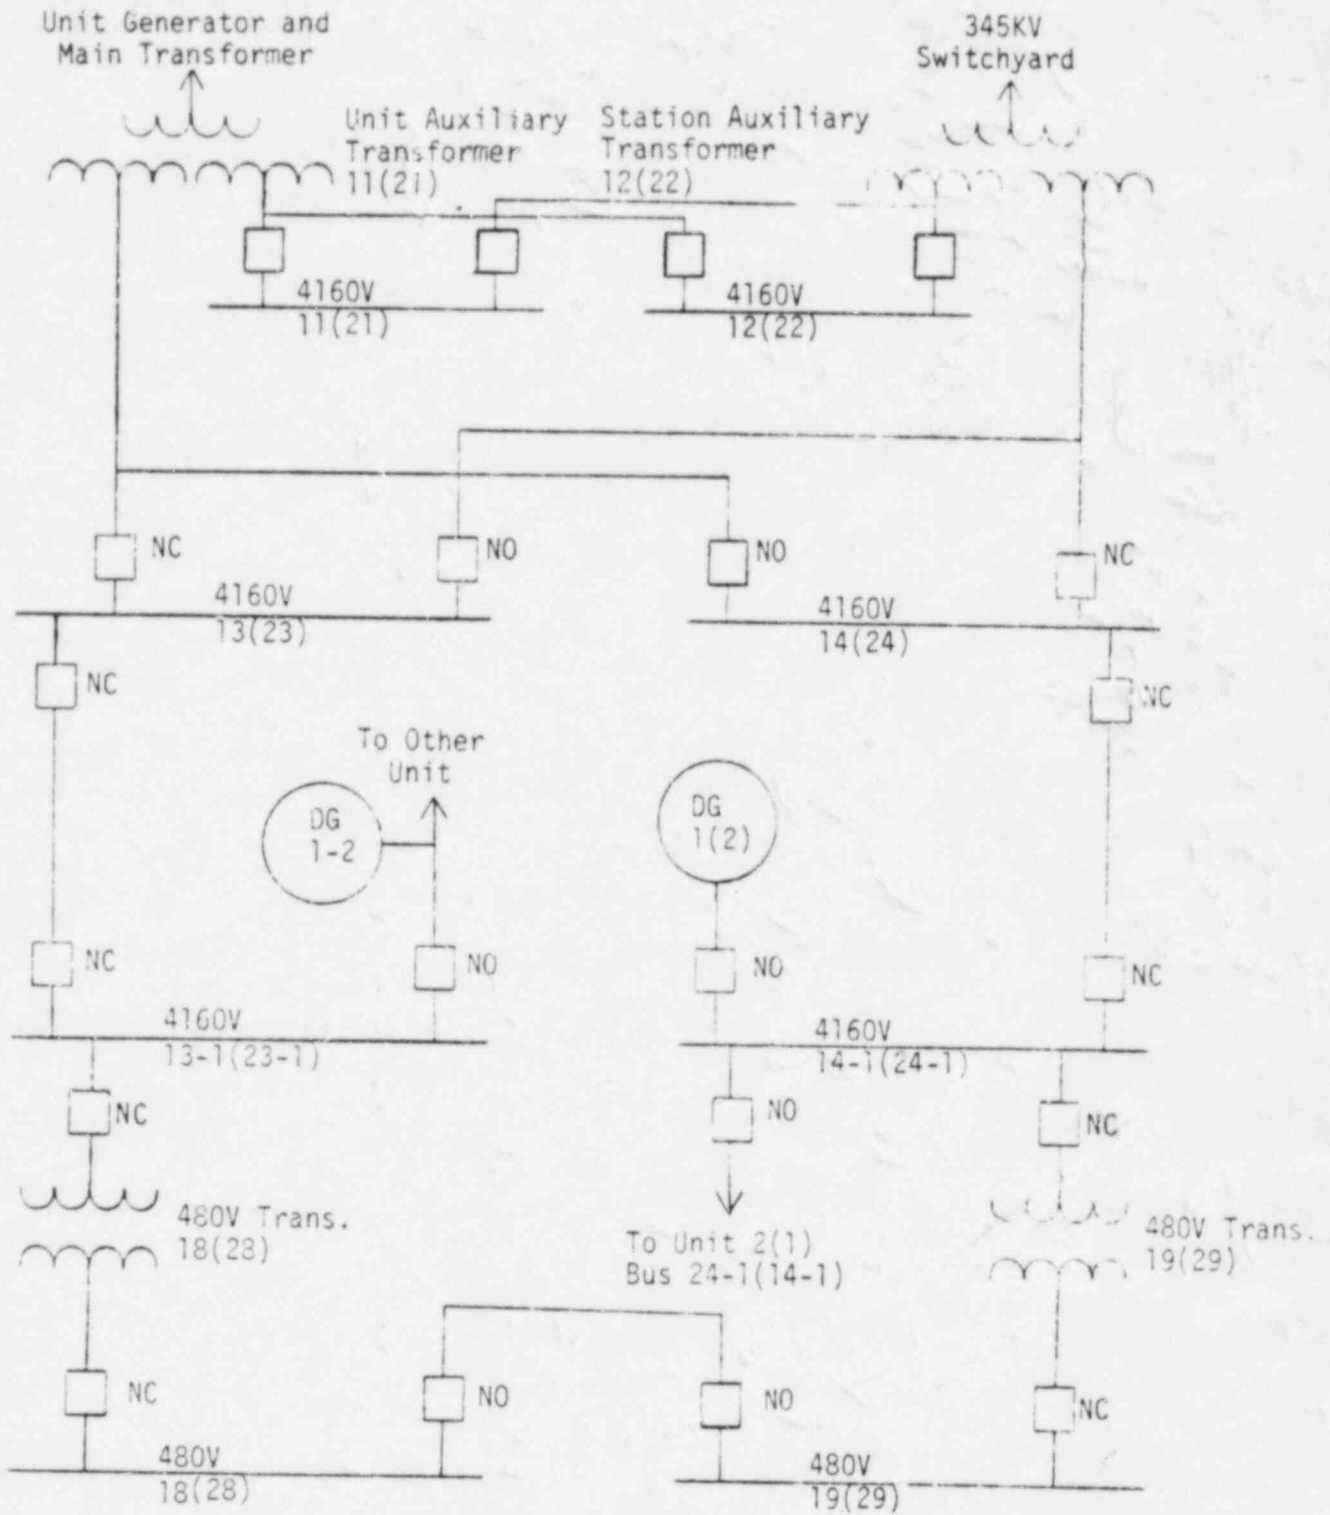 Unit Generator and
Main Transformer
345KV
Switchyard
Unit Auxiliary
Transformer
11(21)
Station Auxiliary
Transformer
12(22)
4160V
11(21)
4160V
12(22)
NC
NO
NO
NC
4160V
13(23)
4160V
14(24)
NC
NC
To Other
Unit
DG
1-2
DG
1(2)
NC
NO
NO
NC
4160V
13-1(23-1)
4160V
14-1(24-1)
NC
NO
NC
480V Trans.
18(28)
To Unit 2(1)
Bus 24-1(14-1)
480V Trans.
19(29)
NC
NO
NO
NC
480V
18(28)
480V
19(29)